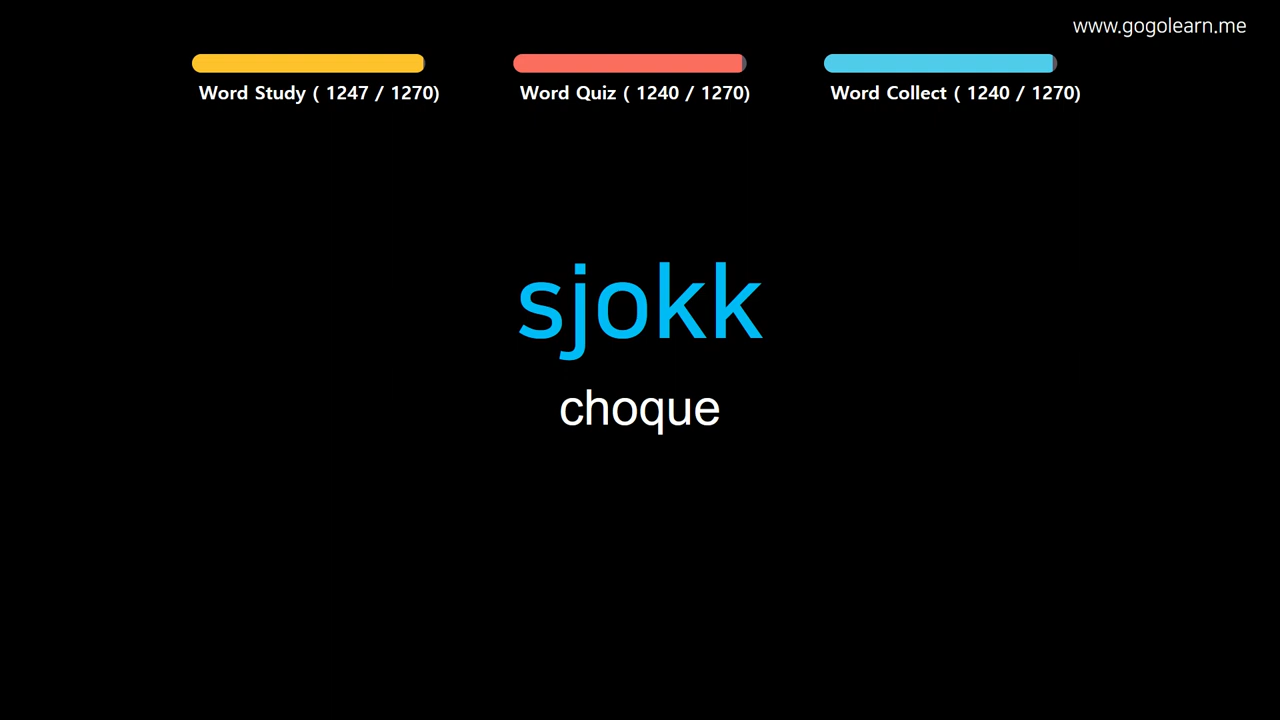 www.gogolearn.me
Word Study ( 1247 / 1270)
Word Quiz ( 1240 / 1270)
Word Collect ( 1240 / 1270)
sjokk
choque